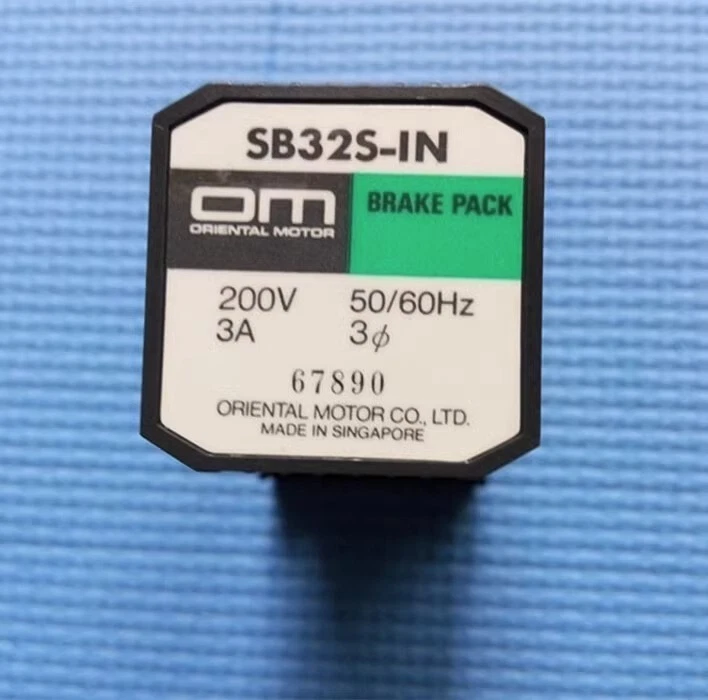 SB32S-IN
OM
ORIENTAL MOTOR
BRAKE PACK
200V 50/60Hz
3A 3ϕ
67890
ORIENTAL MOTOR CO., LTD.
MADE IN SINGAPORE